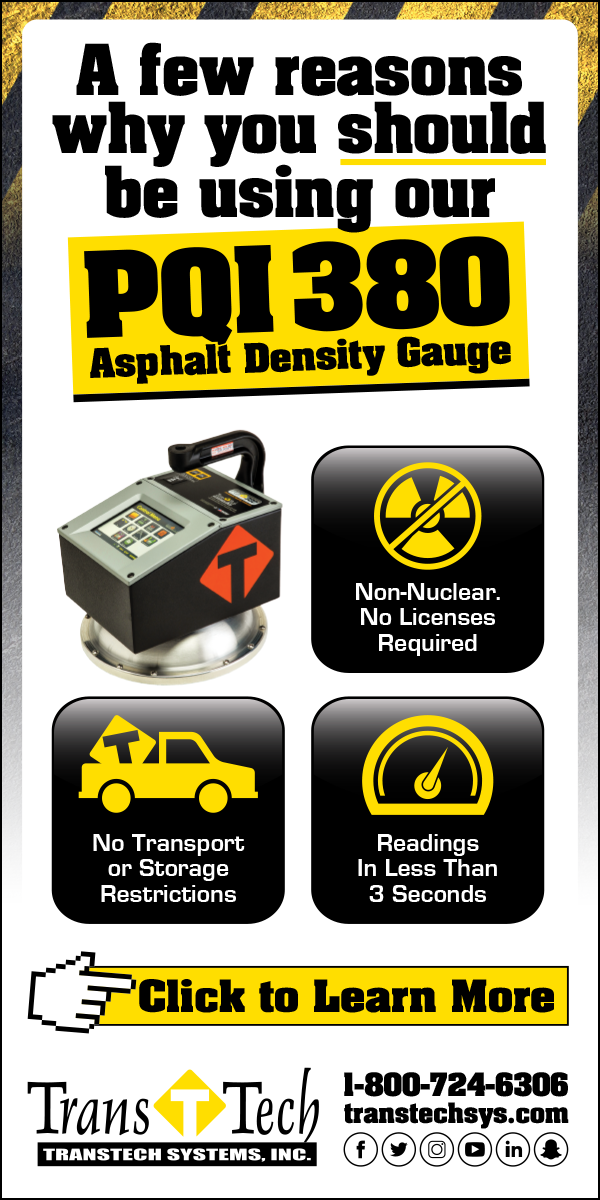 A few reasons
why you should
be using our
PQI 380
Asphalt Density Gauge
Non-Nuclear.
No Licenses
Required
No Transport
or Storage
Restrictions
Readings
In Less Than
3 Seconds
Click to Learn More
Trans T Tech
TRANSTECH SYSTEMS, INC.
1-800-724-6306
transtechsys.com